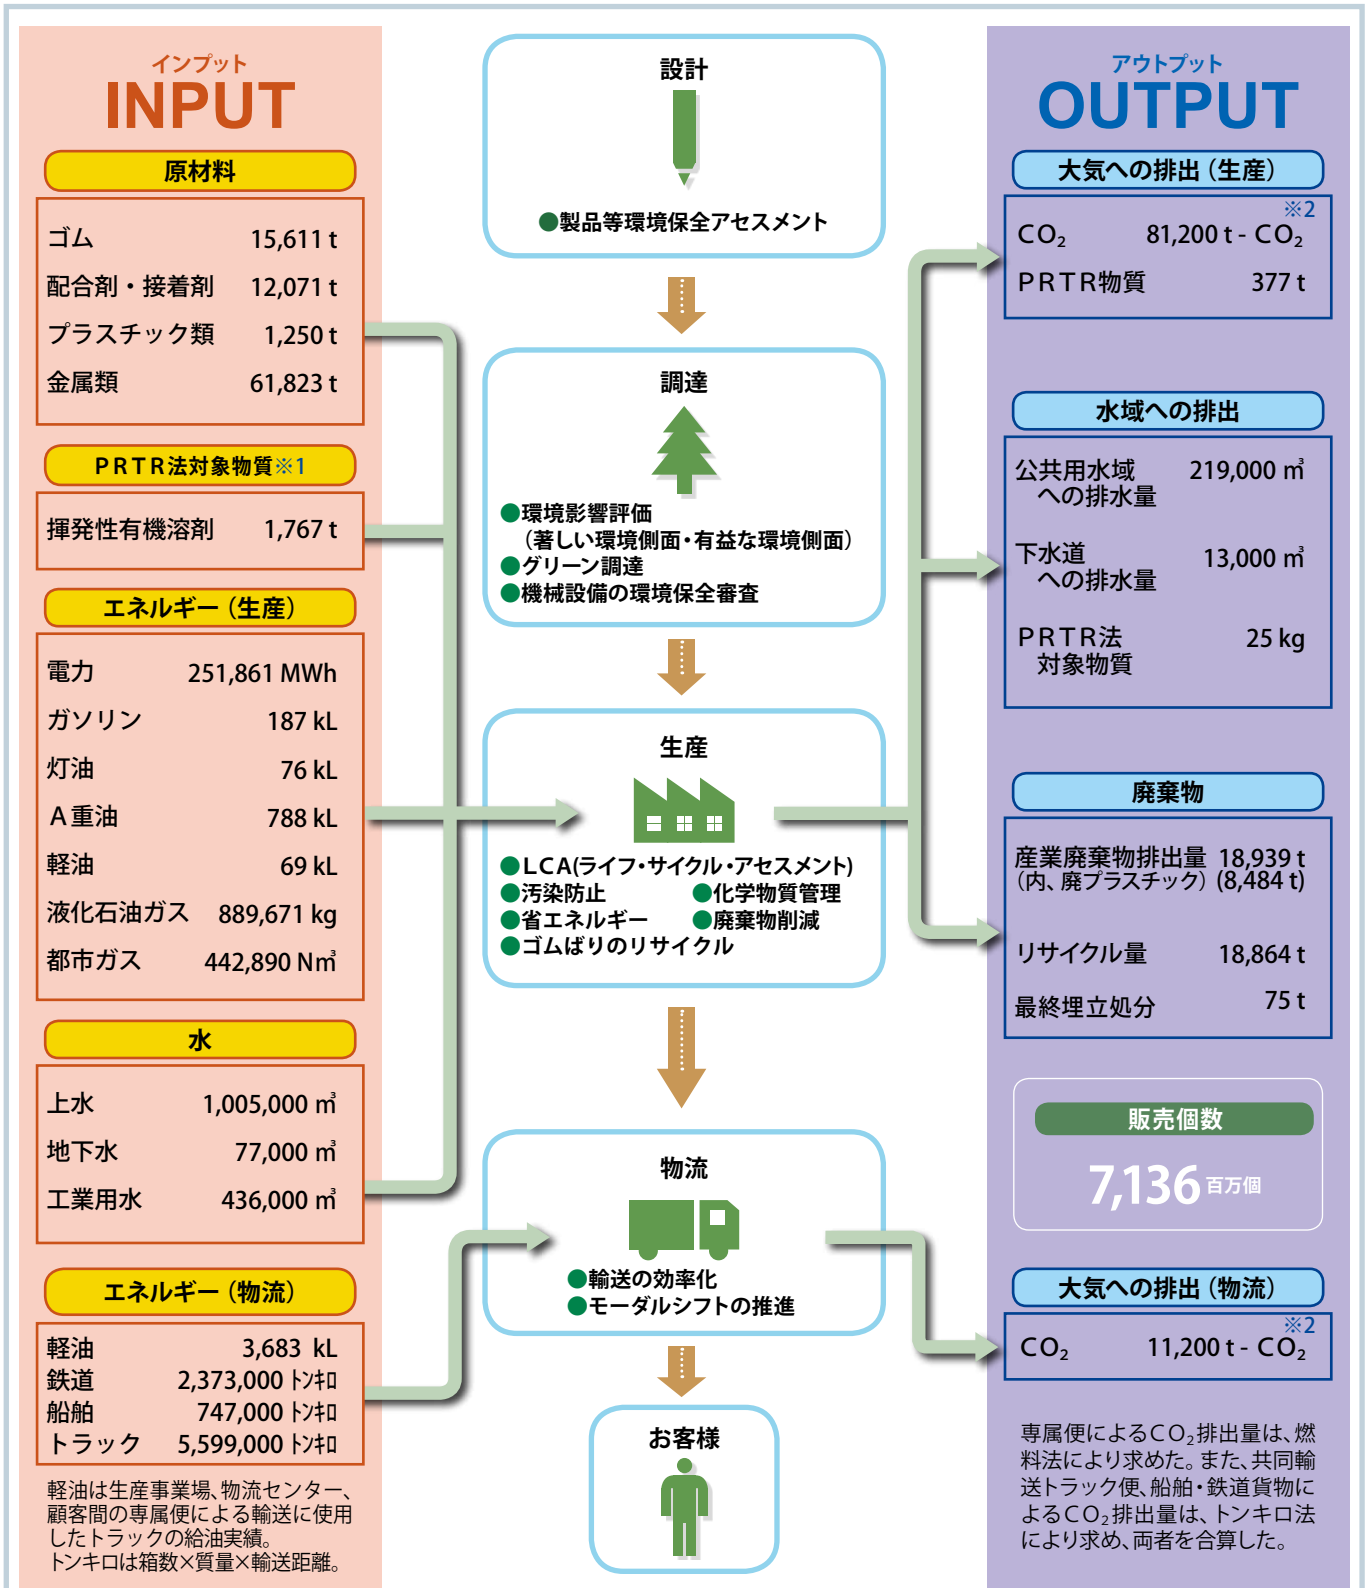 インプット
INPUT
原材料
ゴム 15,611 t
配合剤・接着剤 12,071 t
プラスチック類 1,250 t
金属類 61,823 t
PRTR法対象物質※1
揮発性有機溶剤 1,767 t
エネルギー（生産）
電力 251,861 MWh
ガソリン 187 kL
灯油 76 kL
A重油 788 kL
軽油 69 kL
液化石油ガス 889,671 kg
都市ガス 442,890 N㎥
水
上水 1,005,000 ㎥
地下水 77,000 ㎥
工業用水 436,000 ㎥
エネルギー（物流）
軽油 3,683 kL
鉄道 2,373,000 トンキロ
船舶 747,000 トンキロ
トラック 5,599,000 トンキロ
軽油は生産事業場、物流センター、
顧客間の専属便による輸送に使用
したトラックの給油実績。
トンキロは箱数×質量×輸送距離。
設計
●製品等環境保全アセスメント
調達
●環境影響評価
（著しい環境側面・有益な環境側面）
●グリーン調達
●機械設備の環境保全審査
生産
●LCA(ライフ・サイクル・アセスメント)
●汚染防止 ●化学物質管理
●省エネルギー ●廃棄物削減
●ゴムばりのリサイクル
物流
●輸送の効率化
●モーダルシフトの推進
お客様
アウトプット
OUTPUT
大気への排出（生産）
※2
CO₂ 81,200 t - CO₂
PRTR物質 377 t
水域への排出
公共用水域 219,000 ㎥
への排水量
下水道 13,000 ㎥
への排水量
PRTR法 25 kg
対象物質
廃棄物
産業廃棄物排出量 18,939 t
（内、廃プラスチック） (8,484 t)
リサイクル量 18,864 t
最終埋立処分 75 t
販売個数
7,136 百万個
大気への排出（物流）
※2
CO₂ 11,200 t - CO₂
専属便によるCO₂排出量は、燃
料法により求めた。また、共同輸
送トラック便、船舶・鉄道貨物に
よるCO₂排出量は、トンキロ法
により求め、両者を合算した。